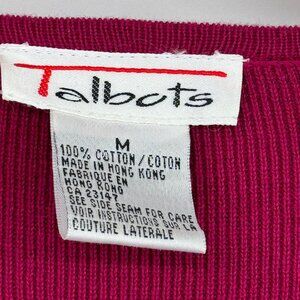 Talbots
M
100% COTTON/COTON
MADE IN HONG KONG
FABRIQUE EN
HONG KONG
CA 23147
SEE SIDE SEAM FOR CARE
VOIR INSTRUCTIONS SUR LA
COUTURE LATERALE